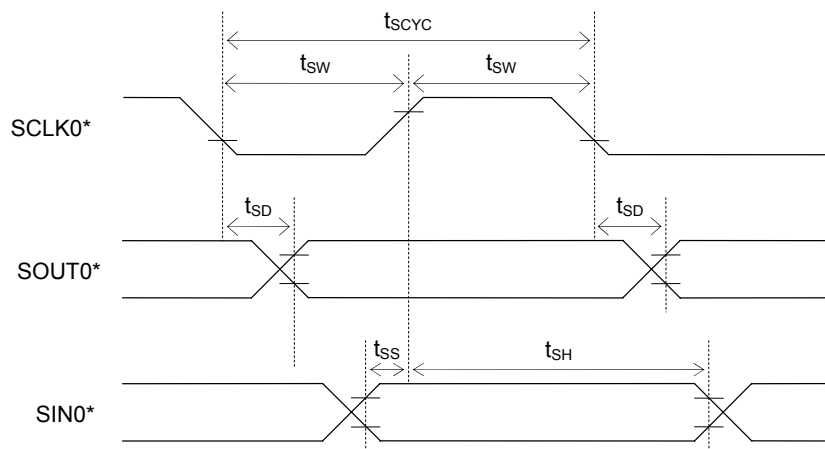 tSCYC
tSW tSW
SCLK0*
tSD tSD
SOUT0*
tSS tSH
SIN0*